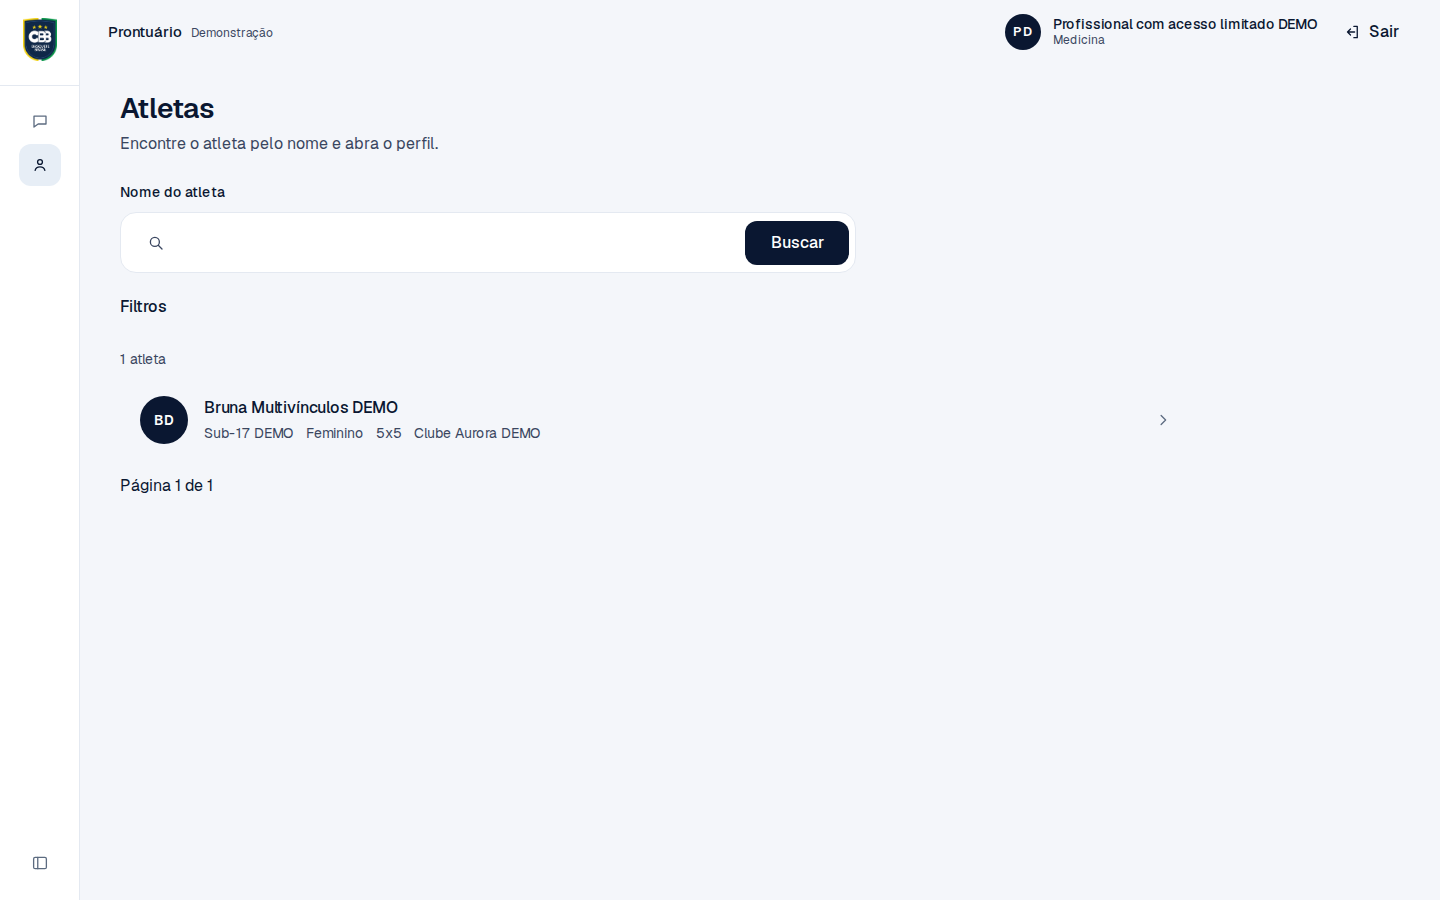 CBB
Prontuário Demonstração
PD
Profissional com acesso limitado DEMO
Medicina
Sair
Atletas
Encontre o atleta pelo nome e abra o perfil.
Nome do atleta
Buscar
Filtros
1 atleta
BD
Bruna Multivínculos DEMO
Sub-17 DEMO Feminino 5x5 Clube Aurora DEMO
Página 1 de 1